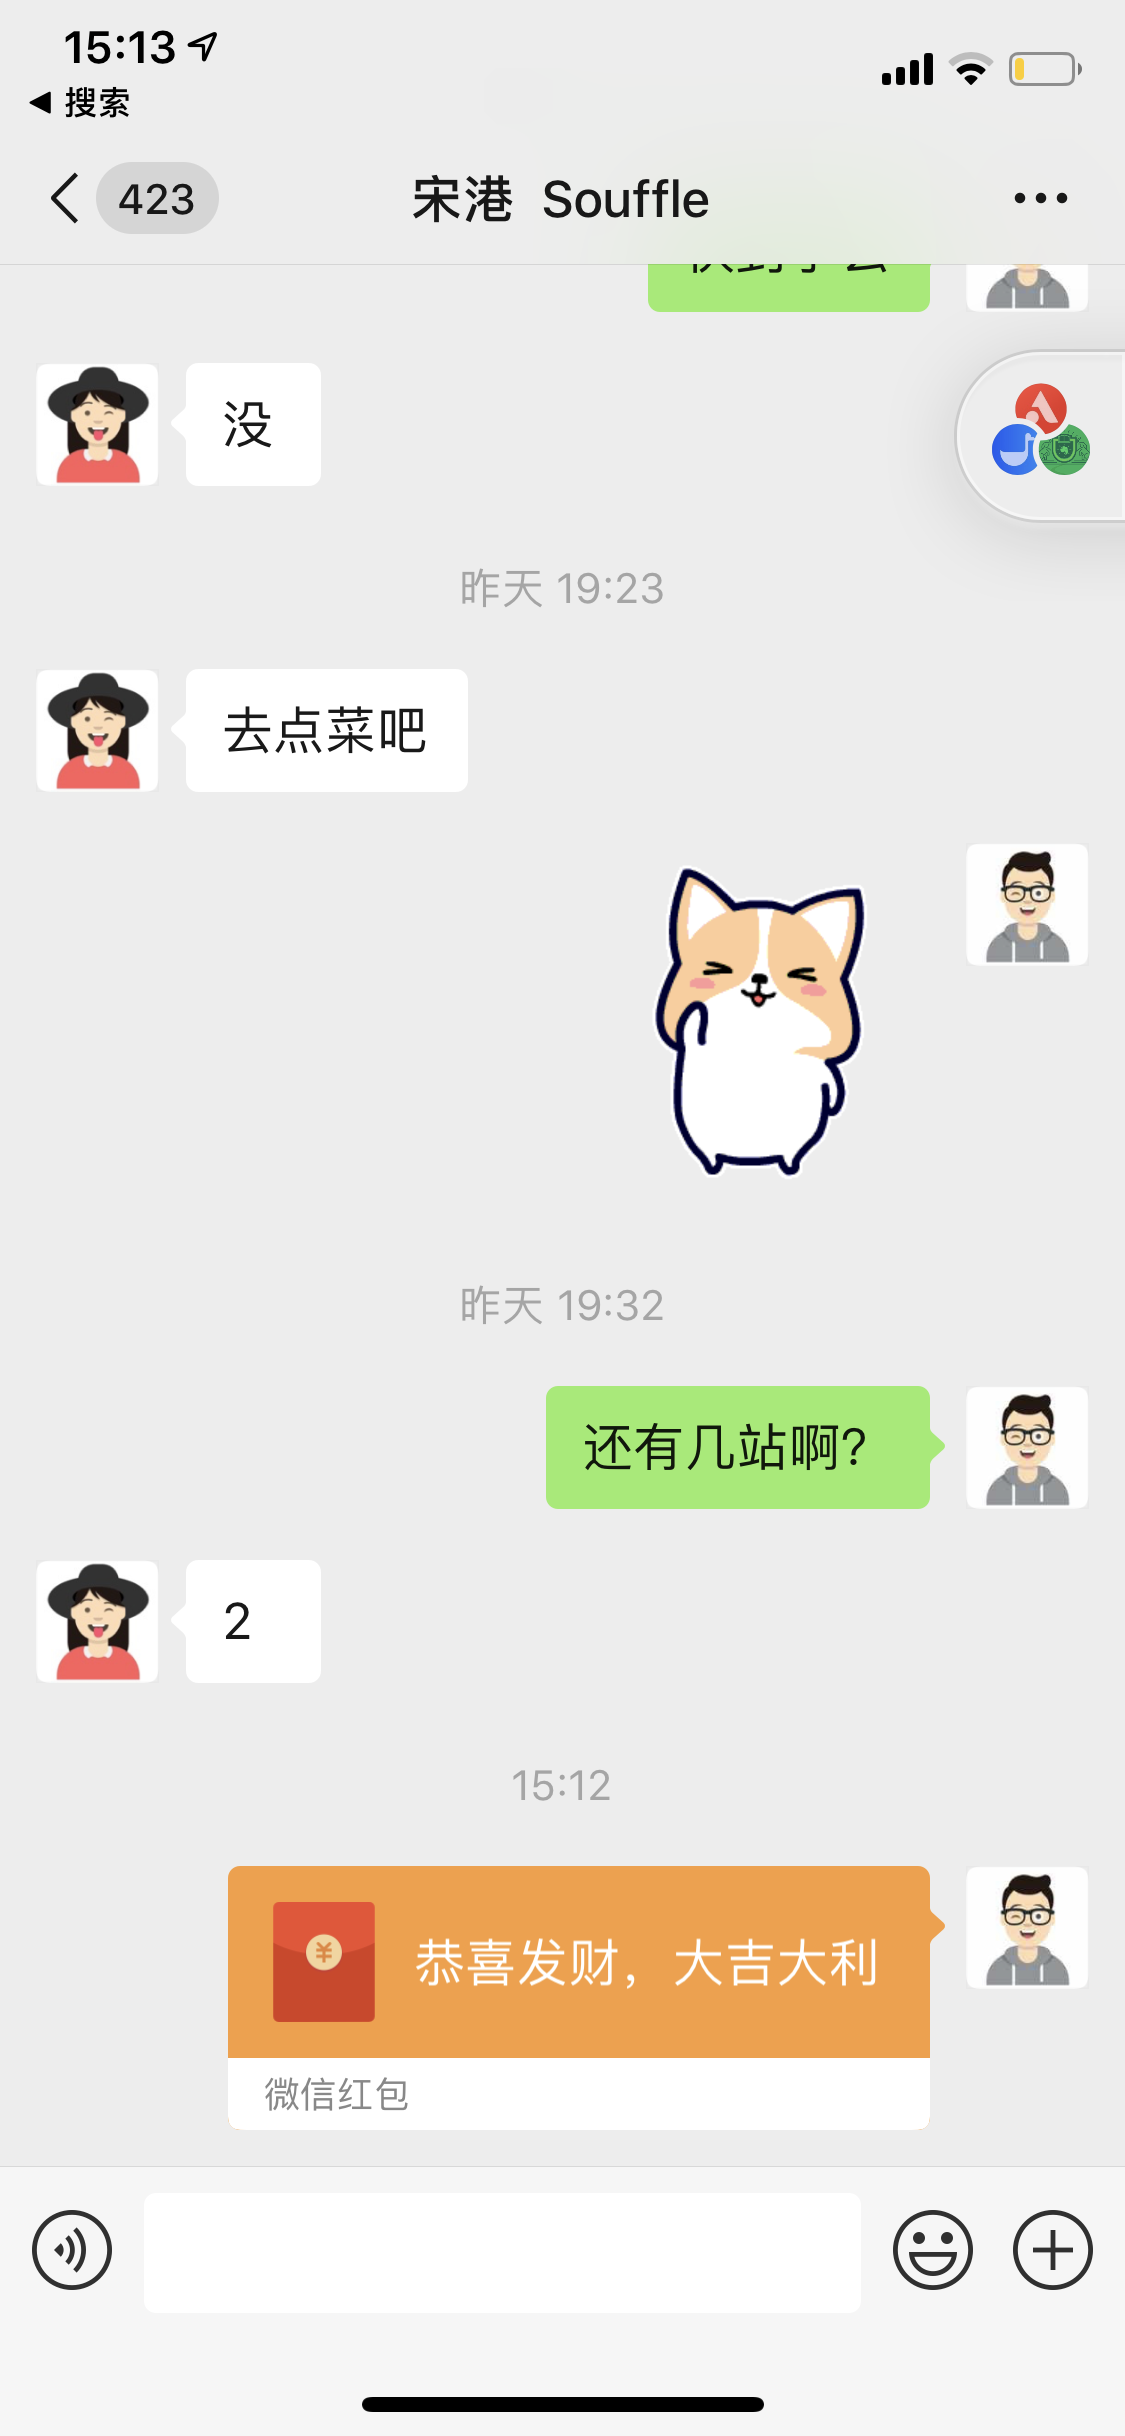 15:13
搜索
423
宋港 Souffle
没
昨天 19:23
去点菜吧
昨天 19:32
还有几站啊?
2
15:12
¥
恭喜发财，大吉大利
微信红包